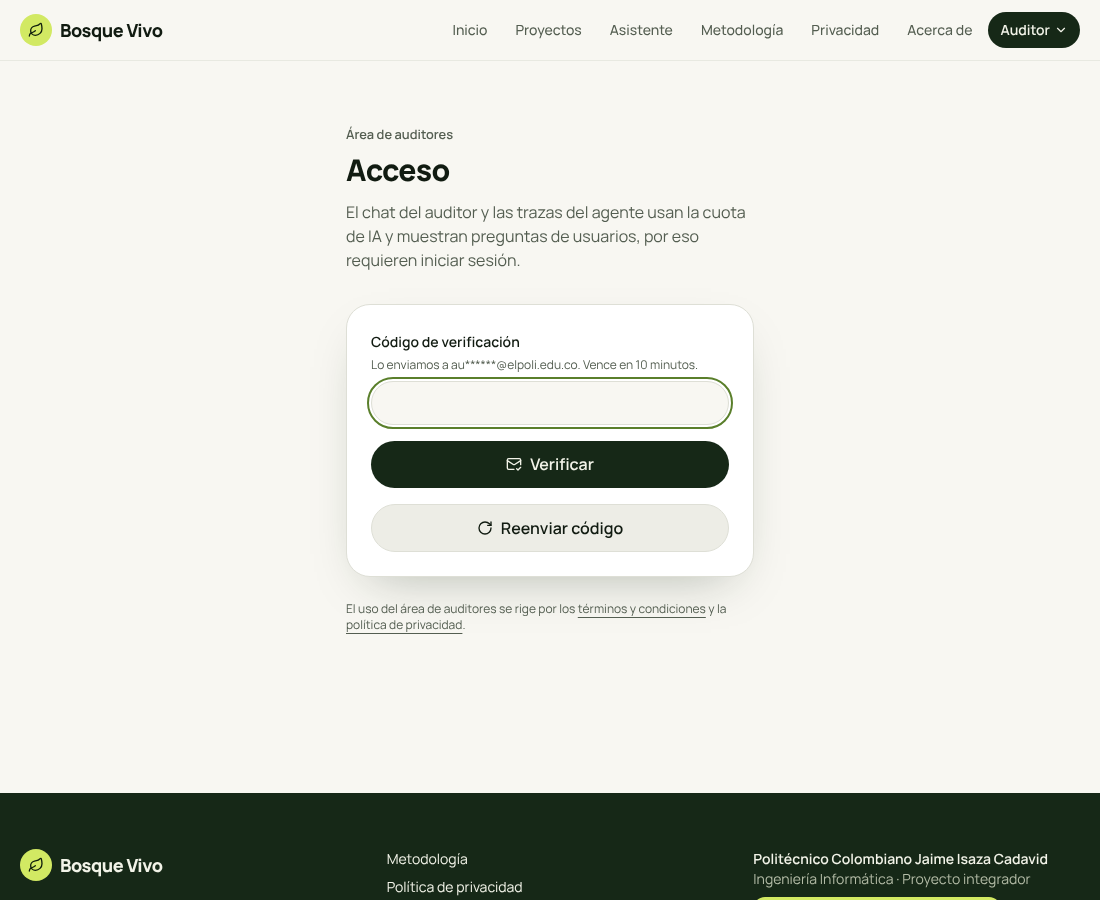 Bosque Vivo
Inicio
Proyectos
Asistente
Metodología
Privacidad
Acerca de
Auditor
Área de auditores
Acceso
El chat del auditor y las trazas del agente usan la cuota
de IA y muestran preguntas de usuarios, por eso
requieren iniciar sesión.
Código de verificación
Lo enviamos a au******@elpoli.edu.co. Vence en 10 minutos.
Verificar
Reenviar código
El uso del área de auditores se rige por los términos y condiciones y la
política de privacidad.
Bosque Vivo
Metodología
Política de privacidad
Politécnico Colombiano Jaime Isaza Cadavid
Ingeniería Informática · Proyecto integrador